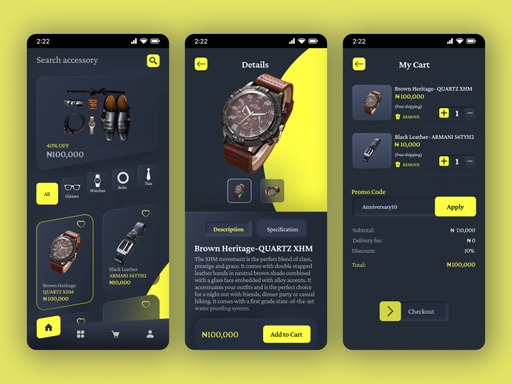 2:22
Search accessory
40% OFF
₦100,000
All
Glasses
Watches
Belts
Ties
Brown Heritage
QUARTZ XHM
₦100,000
Black Leather
ARMANI 56TYH2
₦10,000
2:22
Details
Description
Specification
Brown Heritage-QUARTZ XHM
The XHM movement is the perfect blend of class,
prestige and grace. It comes with double stapped
leather hands in neutral brown shade combined
with a glass face embedded with alloy accents. It
accentuates your outfits and is the perfect choice
for a night out with friends, dinner party or casual
hiking. It comes with a first grade state-of-the-art
water proofing system.
₦100,000
Add to Cart
2:22
My Cart
Brown Heritage- QUARTZ XHM
₦100,000
(Free shipping)
REMOVE
1
Black Leather- ARMANI 56TYH2
₦10,000
(Free shipping)
REMOVE
1
Promo Code
Anniversary10
Apply
Subtotal:
₦ 110,000
Delivery fee:
₦ 0
Discount:
10%
Total:
₦100,000
Checkout